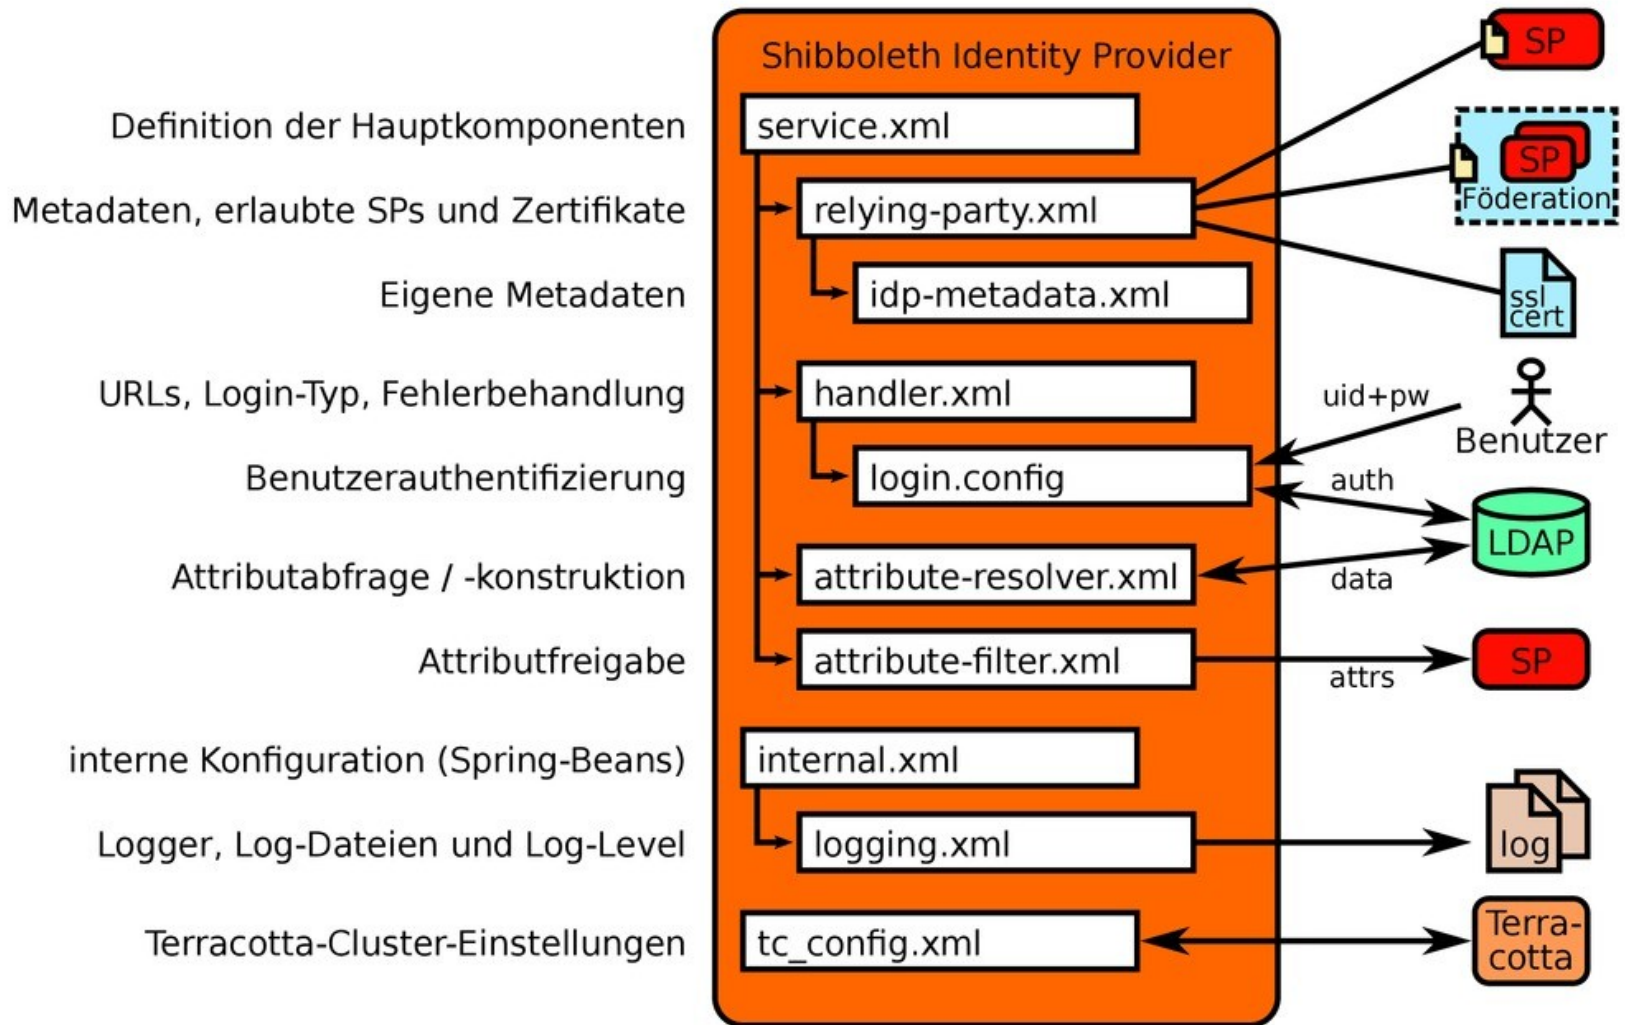 Shibboleth Identity Provider
SP
Definition der Hauptkomponenten
service.xml
SP
Föderation
Metadaten, erlaubte SPs und Zertifikate
relying-party.xml
Eigene Metadaten
idp-metadata.xml
ssl
cert
URLs, Login-Typ, Fehlerbehandlung
handler.xml
uid+pw
Benutzer
Benutzerauthentifizierung
login.config
auth
LDAP
Attributabfrage / -konstruktion
attribute-resolver.xml
data
Attributfreigabe
attribute-filter.xml
attrs
SP
interne Konfiguration (Spring-Beans)
internal.xml
Logger, Log-Dateien und Log-Level
logging.xml
log
Terracotta-Cluster-Einstellungen
tc_config.xml
Terra-
cotta